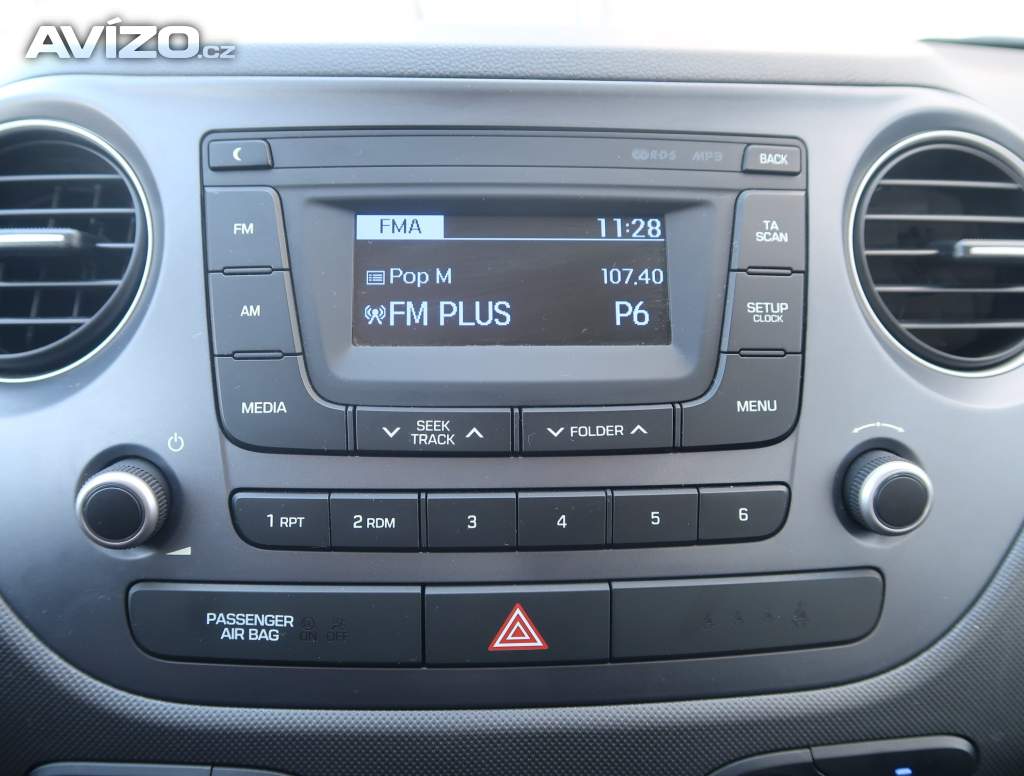 AVÍZO.cz
RDS MP3 BACK
FM
FMA 11:28
TA
SCAN
Pop M 107.40
AM
FM PLUS P6
SETUP
CLOCK
MEDIA
SEEK
TRACK
FOLDER
MENU
1 RPT
2 RDM
3
4
5
6
PASSENGER
AIR BAG ON OFF